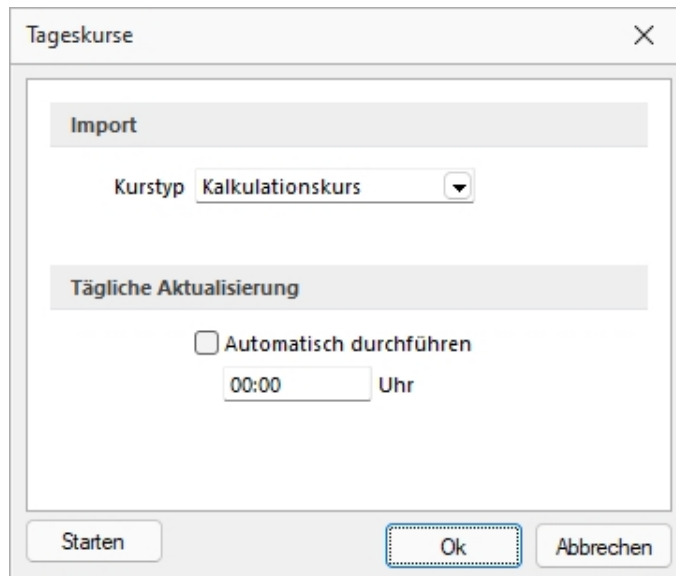 Tageskurse
Import
Kurstyp Kalkulationskurs
Tägliche Aktualisierung
Automatisch durchführen
00:00 Uhr
Starten Ok Abbrechen